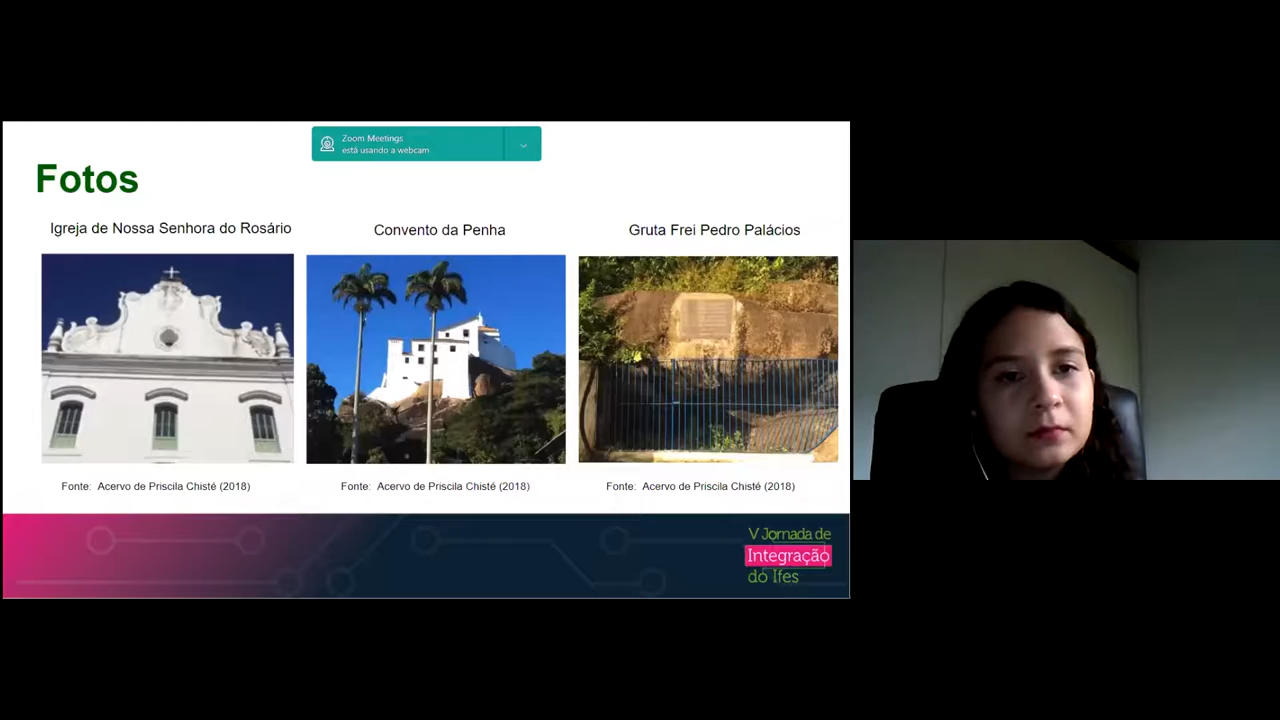 Zoom Meetings
está usando a webcam
Fotos
Igreja de Nossa Senhora do Rosário
Convento da Penha
Gruta Frei Pedro Palácios
Fonte: Acervo de Priscila Chisté (2018)
Fonte: Acervo de Priscila Chisté (2018)
Fonte: Acervo de Priscila Chisté (2018)
V Jornada de
Integração
do Ifes